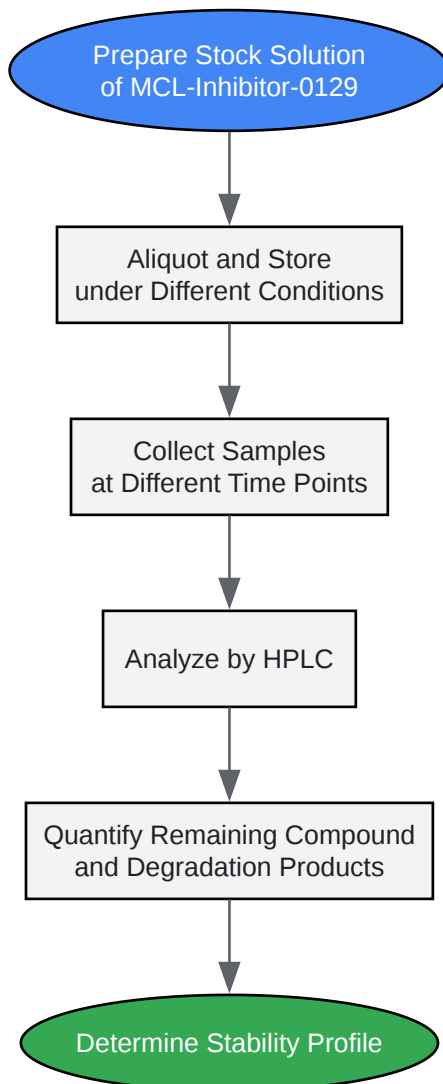 Prepare Stock Solution
of MCL-Inhibitor-0129
Aliquot and Store
under Different Conditions
Collect Samples
at Different Time Points
Analyze by HPLC
Quantify Remaining Compound
and Degradation Products
Determine Stability Profile